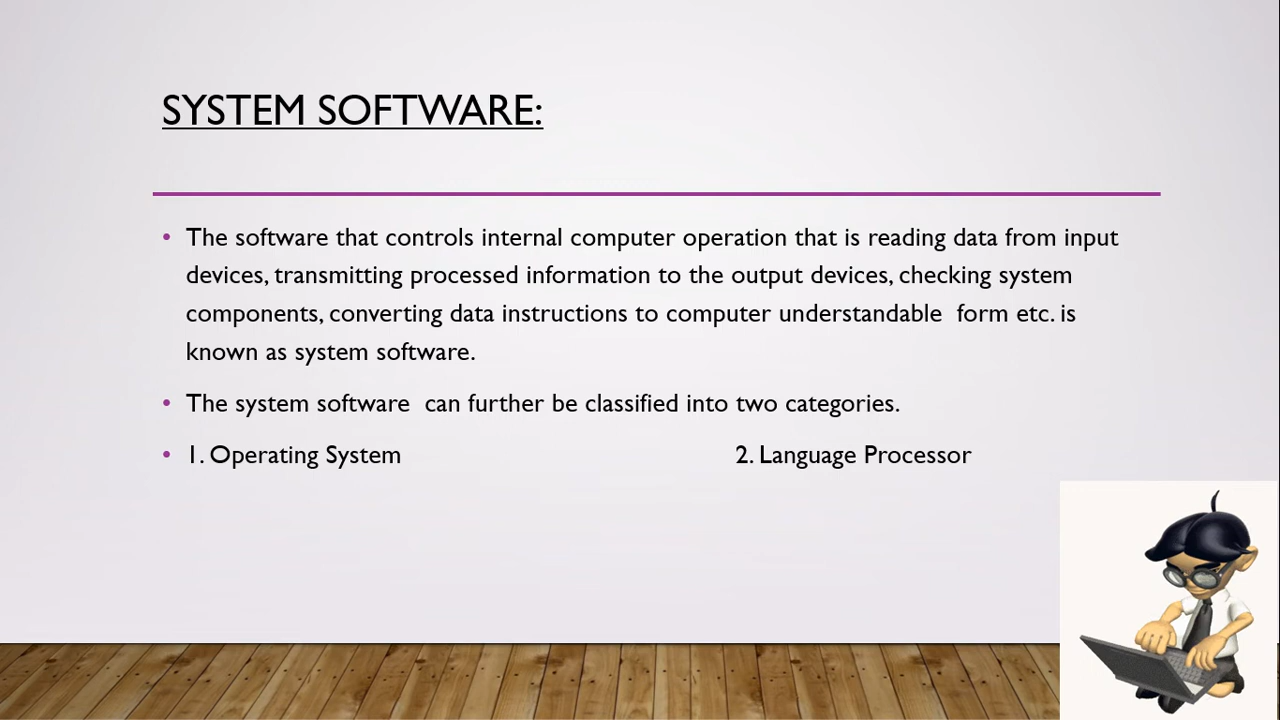 SYSTEM SOFTWARE:
• The software that controls internal computer operation that is reading data from input
devices, transmitting processed information to the output devices, checking system
components, converting data instructions to computer understandable  form etc. is
known as system software.
• The system software  can further be classified into two categories.
• 1. Operating System 2. Language Processor